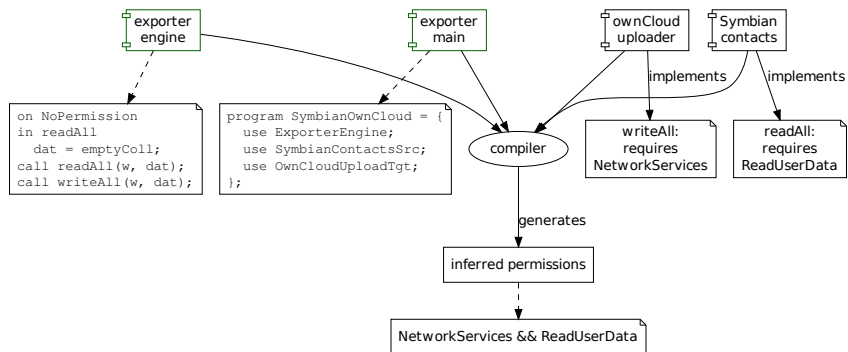 exporter
engine
exporter
main
ownCloud
uploader
Symbian
contacts
implements
implements
on NoPermission
in readAll
  dat = emptyColl;
call readAll(w, dat);
call writeAll(w, dat);
program SymbianOwnCloud = {
  use ExporterEngine;
  use SymbianContactsSrc;
  use OwnCloudUploadTgt;
};
compiler
writeAll:
requires
NetworkServices
readAll:
requires
ReadUserData
generates
inferred permissions
NetworkServices && ReadUserData